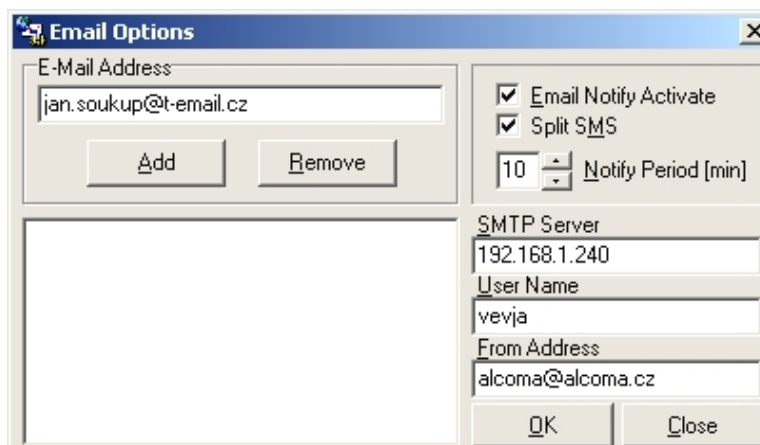 Email Options
E-Mail Address
jan.soukup@t-email.cz
Add
Remove
Email Notify Activate
Split SMS
10
Notify Period [min]
SMTP Server
192.168.1.240
User Name
vevja
From Address
alcoma@alcoma.cz
OK
Close